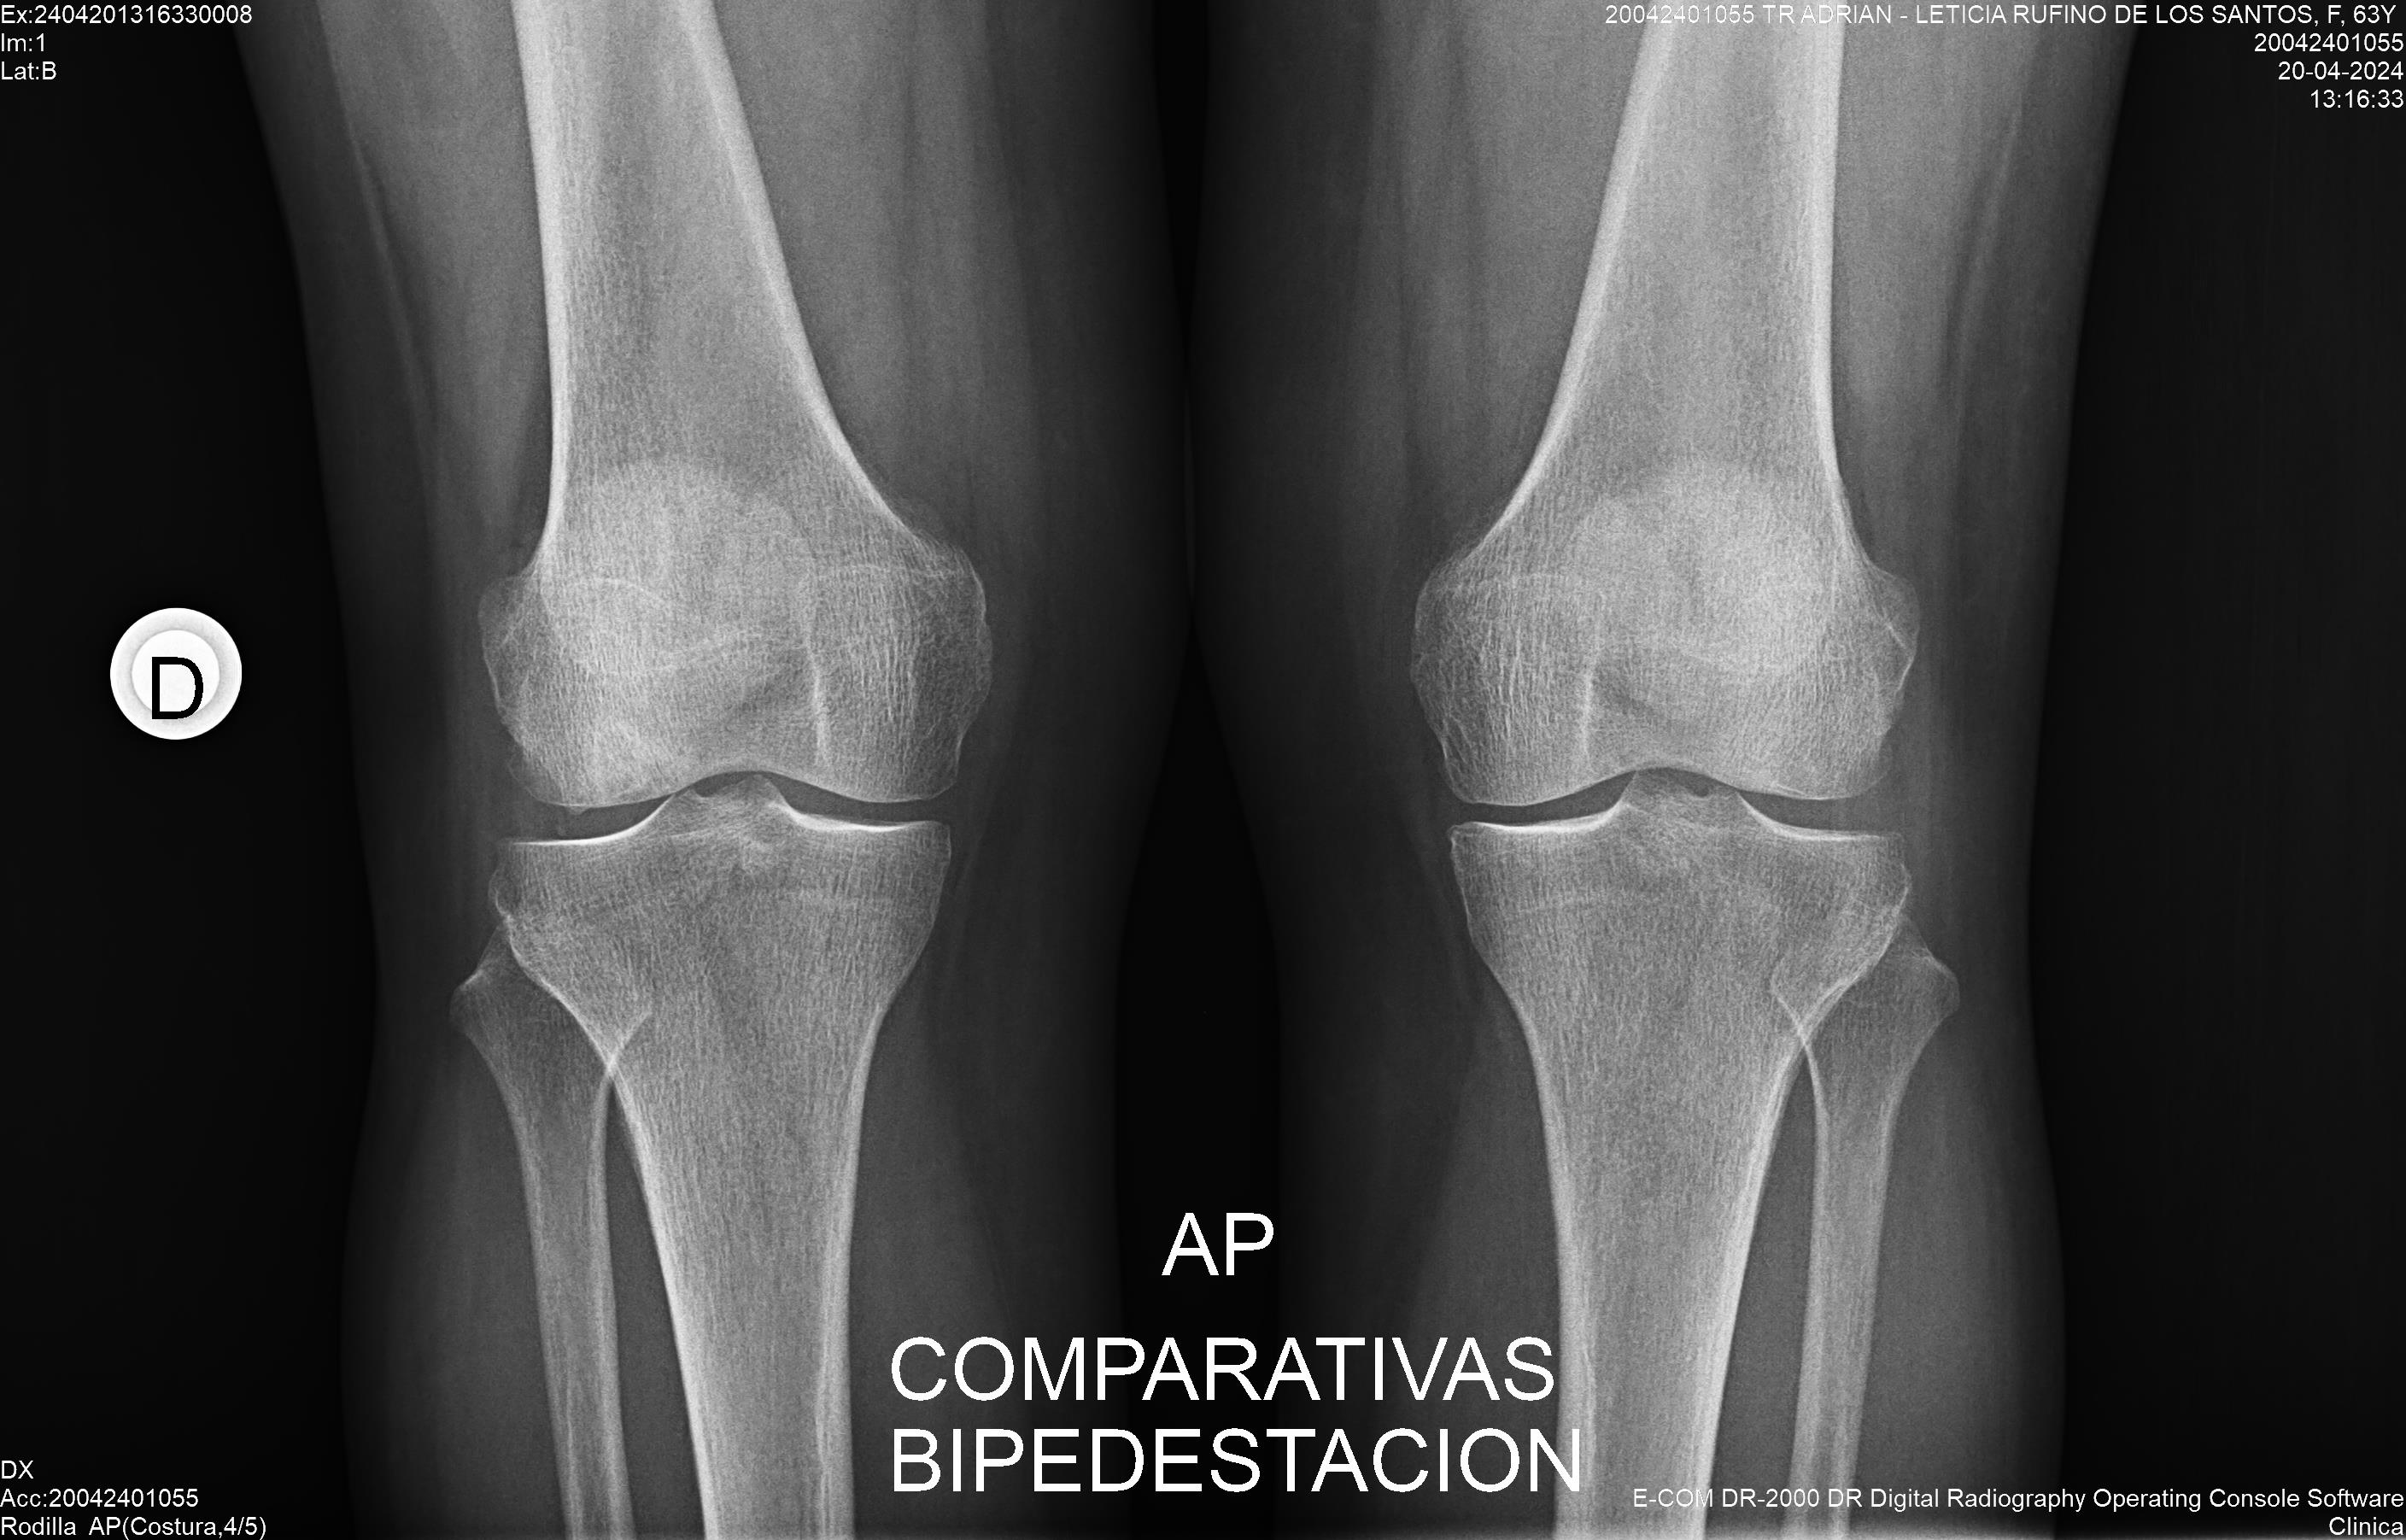 Ex:2404201316330008
Im:1
Lat:B
20042401055 TR ADRIAN - LETICIA RUFINO DE LOS SANTOS, F, 63Y
20042401055
20-04-2024
13:16:33
D
AP
COMPARATIVAS
BIPEDESTACION
DX
Acc:20042401055
Rodilla AP(Costura,4/5)
E-COM DR-2000 DR Digital Radiography Operating Console Software
Clinica